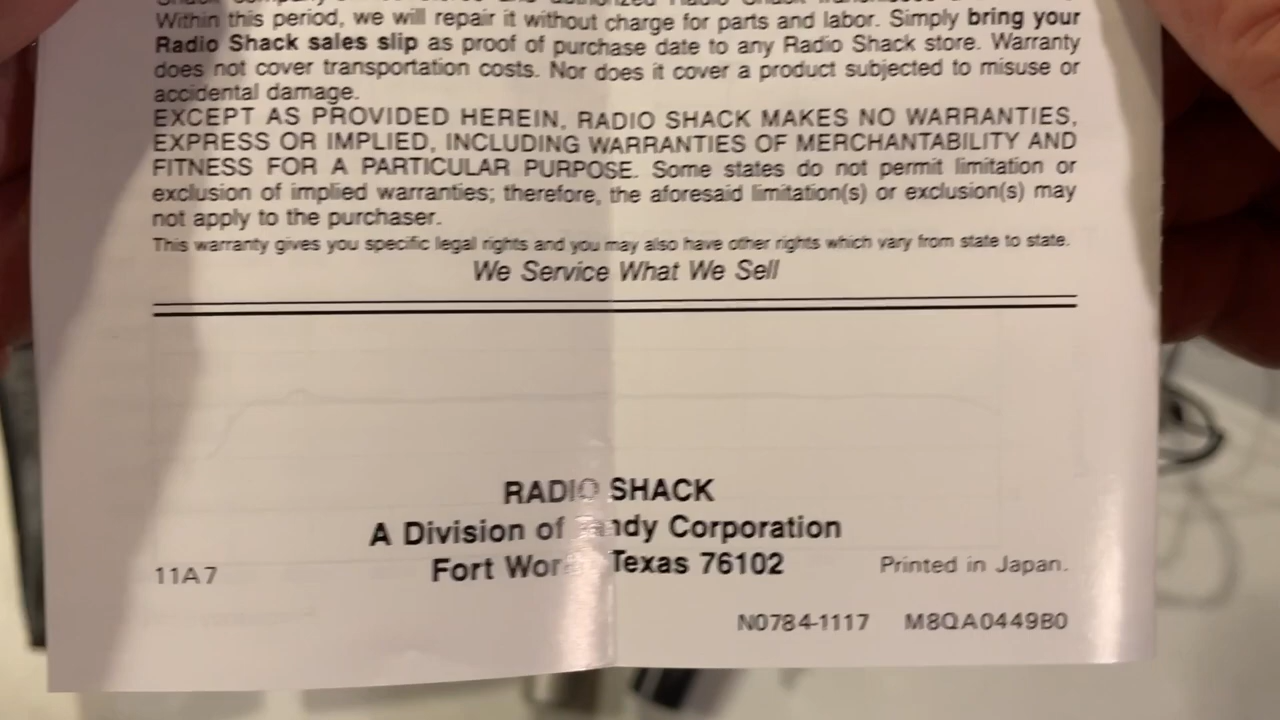 Within this period, we will repair it without charge for parts and labor. Simply bring your
Radio Shack sales slip as proof of purchase date to any Radio Shack store. Warranty
does not cover transportation costs. Nor does it cover a product subjected to misuse or
accidental damage.
EXCEPT AS PROVIDED HEREIN, RADIO SHACK MAKES NO WARRANTIES,
EXPRESS OR IMPLIED, INCLUDING WARRANTIES OF MERCHANTABILITY AND
FITNESS FOR A PARTICULAR PURPOSE. Some states do not permit limitation or
exclusion of implied warranties; therefore, the aforesaid limitation(s) or exclusion(s) may
not apply to the purchaser.
This warranty gives you specific legal rights and you may also have other rights which vary from state to state.
We Service What We Sell
RADIO SHACK
A Division of Tandy Corporation
Fort Worth, Texas 76102
11A7
Printed in Japan.
N0784-1117 M8QA0449B0